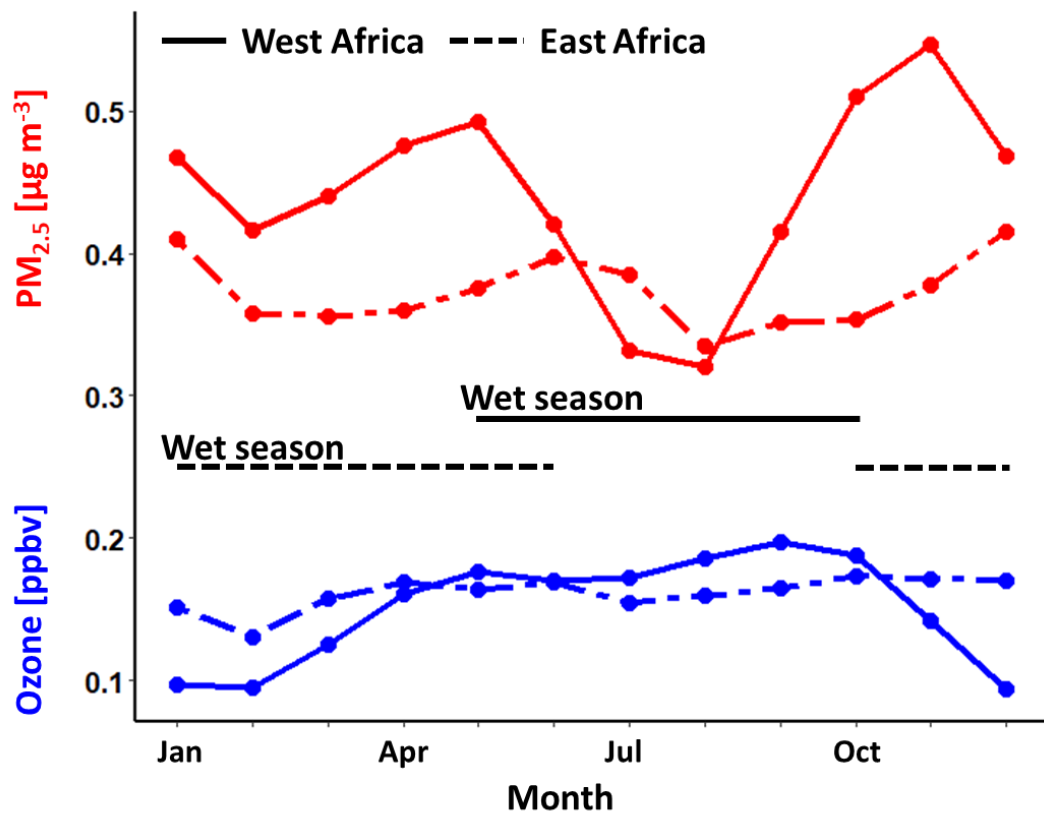 West Africa East Africa
PM2.5 [µg m-3]
0.5
0.4
0.3
Wet season
Wet season
Ozone [ppbv]
0.2
0.1
Jan Apr Jul Oct
Month